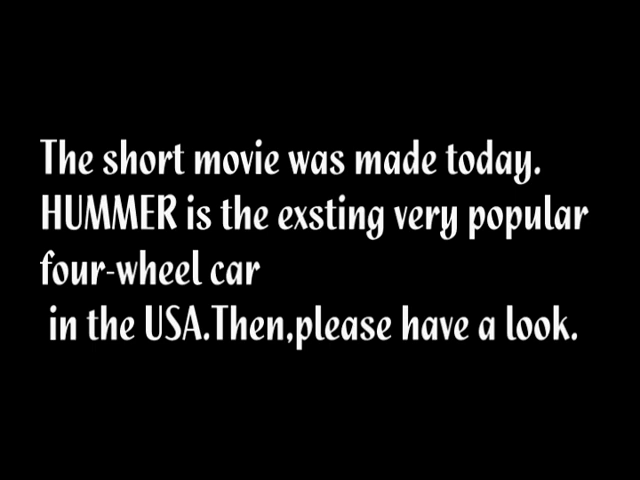 The short movie was made today.
HUMMER is the exsting very popular
four-wheel car
in the USA.Then,please have a look.